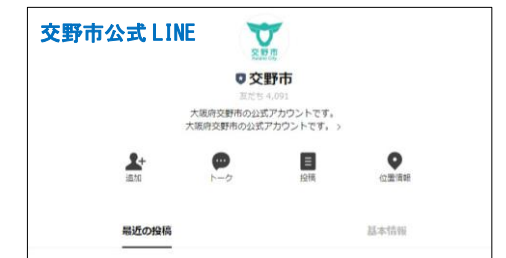 交野市公式 LINE
交野市
Katano City
交野市
友だち 4,091
大阪府交野市の公式アカウントです。
大阪府交野市の公式アカウントです。 >
追加
トーク
投稿
位置情報
最近の投稿
基本情報